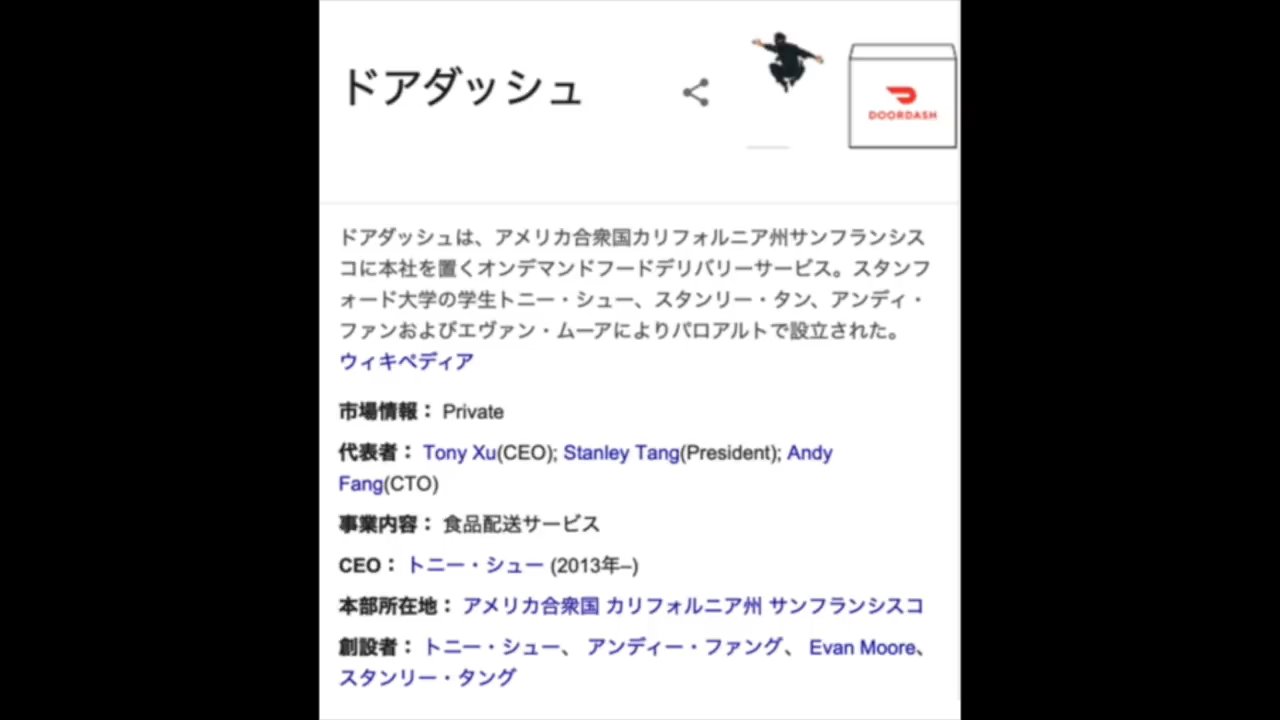 ドアダッシュ
DOORDASH
ドアダッシュは、アメリカ合衆国カリフォルニア州サンフランシス
コに本社を置くオンデマンドフードデリバリーサービス。スタンフ
ォード大学の学生トニー・シュー、スタンリー・タン、アンディ・
ファンおよびエヴァン・ムーアによりパロアルトで設立された。
ウィキペディア
市場情報： Private
代表者： Tony Xu(CEO); Stanley Tang(President); Andy
Fang(CTO)
事業内容： 食品配送サービス
CEO： トニー・シュー (2013年–)
本部所在地： アメリカ合衆国 カリフォルニア州 サンフランシスコ
創設者： トニー・シュー、 アンディー・ファング、 Evan Moore、
スタンリー・タング